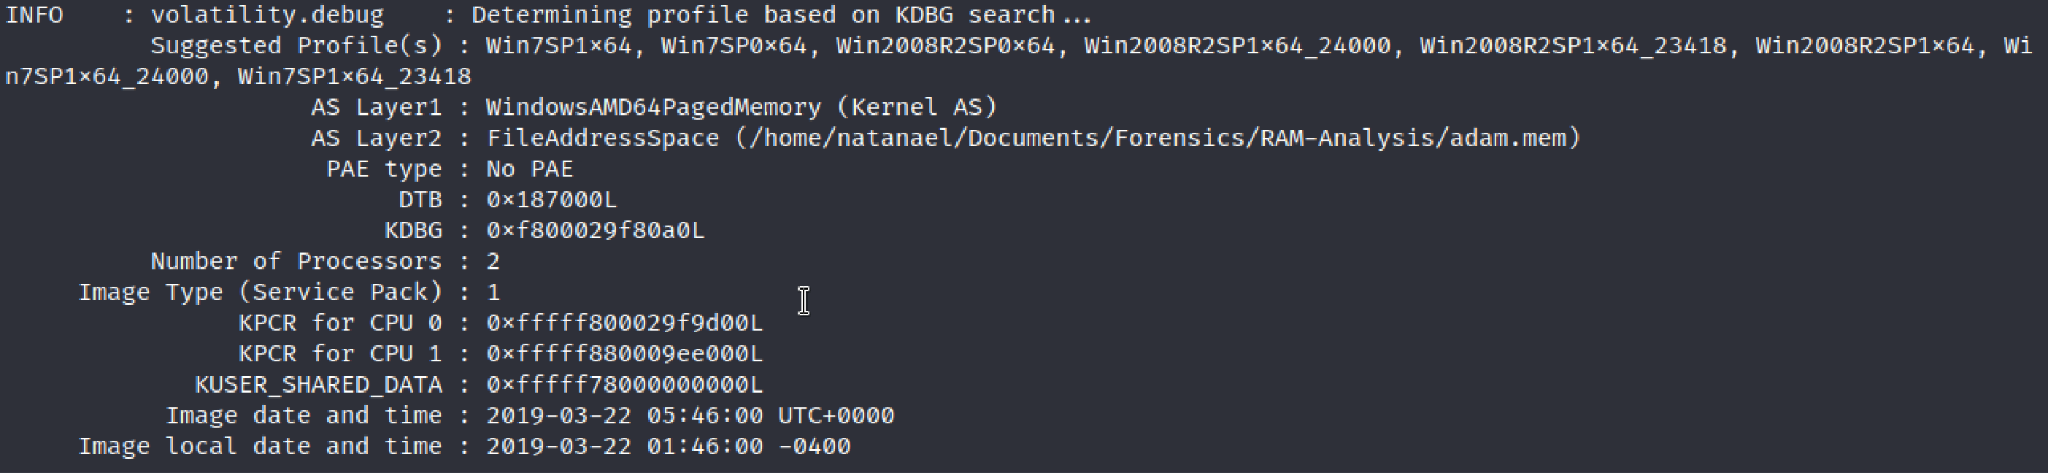 INFO    : volatility.debug    : Determining profile based on KDBG search...
          Suggested Profile(s) : Win7SP1x64, Win7SP0x64, Win2008R2SP0x64, Win2008R2SP1x64_24000, Win2008R2SP1x64_23418, Win2008R2SP1x64, Wi
n7SP1x64_24000, Win7SP1x64_23418
                     AS Layer1 : WindowsAMD64PagedMemory (Kernel AS)
                     AS Layer2 : FileAddressSpace (/home/natanael/Documents/Forensics/RAM-Analysis/adam.mem)
                      PAE type : No PAE
                           DTB : 0x187000L
                          KDBG : 0xf800029f80a0L
          Number of Processors : 2
     Image Type (Service Pack) : 1
                KPCR for CPU 0 : 0xfffff800029f9d00L
                KPCR for CPU 1 : 0xfffff880009ee000L
             KUSER_SHARED_DATA : 0xfffff78000000000L
           Image date and time : 2019-03-22 05:46:00 UTC+0000
     Image local date and time : 2019-03-22 01:46:00 -0400